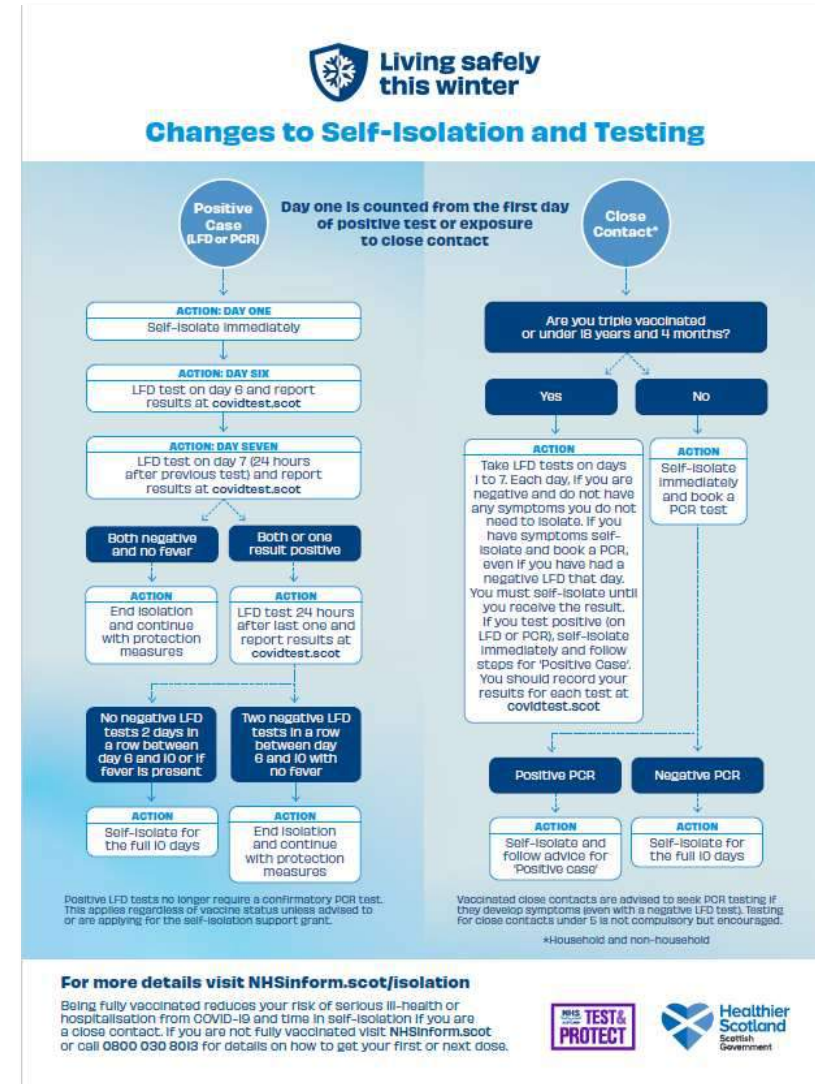 Living safely
this winter
Changes to Self-Isolation and Testing
Positive
Case
(LFD or PCR)
Day one is counted from the first day
of positive test or exposure
to close contact
Close
Contact*
ACTION: DAY ONE
Self-isolate immediately
ACTION: DAY SIX
LFD test on day 6 and report
results at covidtest.scot
ACTION: DAY SEVEN
LFD test on day 7 (24 hours
after previous test) and report
results at covidtest.scot
Both negative
and no fever
Both or one
result positive
ACTION
End isolation
and continue
with protection
measures
ACTION
LFD test 24 hours
after last one and
report results at
covidtest.scot
No negative LFD
tests 2 days in
a row between
day 6 and 10 or if
fever is present
Two negative LFD
tests in a row
between day
6 and 10 with
no fever
ACTION
Self-isolate for
the full 10 days
ACTION
End isolation
and continue
with protection
measures
Positive LFD tests no longer require a confirmatory PCR test.
This applies regardless of vaccine status unless advised to
or are applying for the self-isolation support grant.
Are you triple vaccinated
or under 18 years and 4 months?
Yes
No
ACTION
Take LFD tests on days
1 to 7. Each day, if you are
negative and do not have
any symptoms you do not
need to isolate. If you
have symptoms self-
isolate and book a PCR,
even if you have had a
negative LFD that day.
You must self-isolate until
you receive the result.
If you test positive (on
LFD or PCR), self-isolate
immediately and follow
steps for 'Positive Case'.
You should record your
results for each test at
covidtest.scot
ACTION
Self-isolate
immediately
and book a
PCR test
Positive PCR
Negative PCR
ACTION
Self-isolate and
follow advice for
'Positive case'
ACTION
Self-isolate for
the full 10 days
Vaccinated close contacts are advised to seek PCR testing if
they develop symptoms (even with a negative LFD test). Testing
for close contacts under 5 is not compulsory but encouraged.
*Household and non-household
For more details visit NHSinform.scot/isolation
Being fully vaccinated reduces your risk of serious ill-health or
hospitalisation from COVID-19 and time in self-isolation if you are
a close contact. If you are not fully vaccinated visit NHSinform.scot
or call 0800 030 8013 for details on how to get your first or next dose.
NHS
TEST&
PROTECT
Healthier
Scotland
Scottish
Government